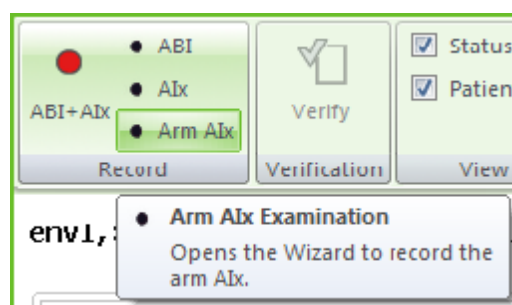 ABI
AIx
ABI+AIx
Arm AIx
Record
Verify
Verification
Status
Patien
View
env1,
Arm AIx Examination
Opens the Wizard to record the
arm AIx.